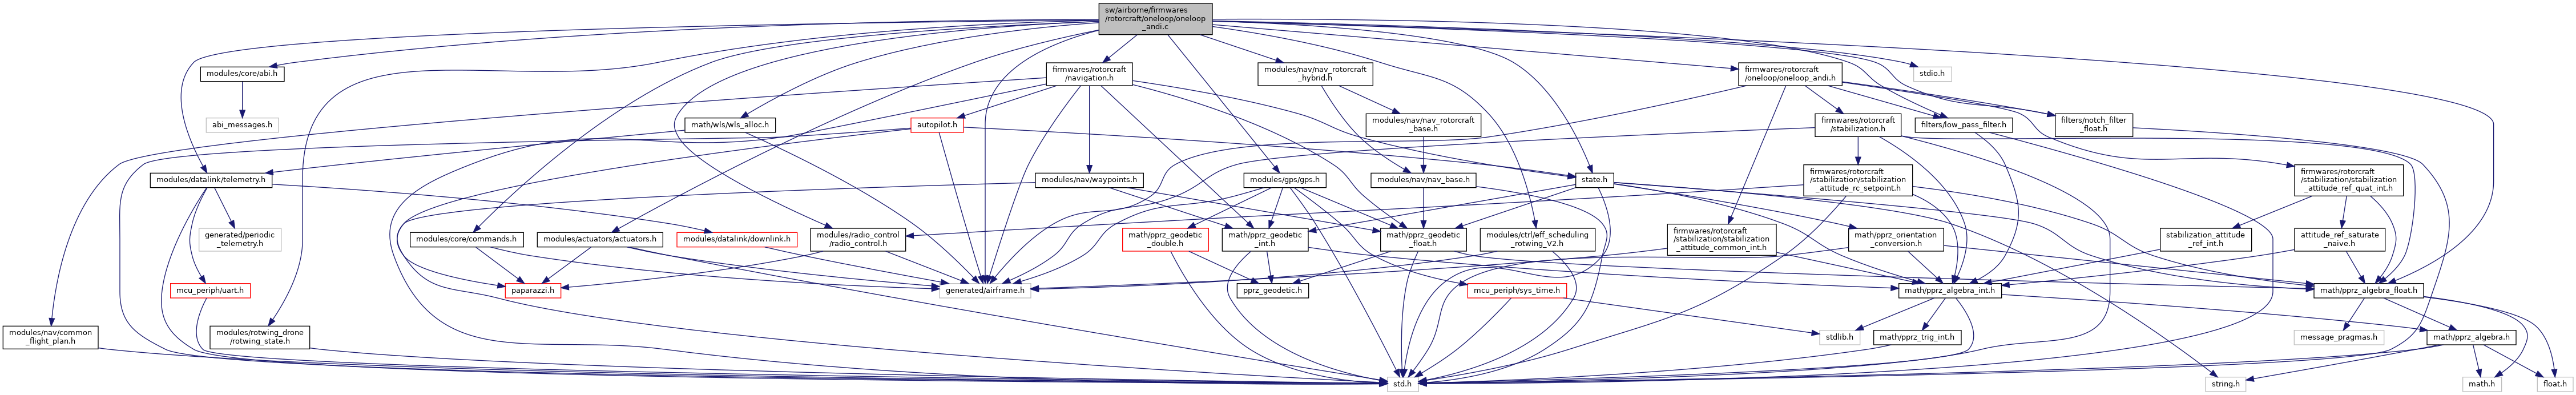 sw/airborne/firmwares
/rotorcraft/oneloop/oneloop
_andi.c
modules/core/abi.h
firmwares/rotorcraft
/navigation.h
modules/nav/nav_rotorcraft
_hybrid.h
firmwares/rotorcraft
/oneloop/oneloop_andi.h
stdio.h
abi_messages.h
math/wls/wls_alloc.h
autopilot.h
modules/nav/nav_rotorcraft
_base.h
firmwares/rotorcraft
/stabilization.h
filters/low_pass_filter.h
filters/notch_filter
_float.h
modules/datalink/telemetry.h
modules/nav/waypoints.h
modules/gps/gps.h
modules/nav/nav_base.h
state.h
firmwares/rotorcraft
/stabilization/stabilization
_attitude_rc_setpoint.h
firmwares/rotorcraft
/stabilization/stabilization
_attitude_ref_quat_int.h
generated/periodic
_telemetry.h
modules/core/commands.h
modules/actuators/actuators.h
modules/datalink/downlink.h
modules/radio_control
/radio_control.h
math/pprz_geodetic
_double.h
math/pprz_geodetic
_int.h
math/pprz_geodetic
_float.h
modules/ctrl/eff_scheduling
_rotwing_V2.h
firmwares/rotorcraft
/stabilization/stabilization
_attitude_common_int.h
math/pprz_orientation
_conversion.h
stabilization_attitude
_ref_int.h
attitude_ref_saturate
_naive.h
mcu_periph/uart.h
paparazzi.h
generated/airframe.h
pprz_geodetic.h
mcu_periph/sys_time.h
math/pprz_algebra_int.h
math/pprz_algebra_float.h
modules/nav/common
_flight_plan.h
modules/rotwing_drone
/rotwing_state.h
stdlib.h
math/pprz_trig_int.h
message_pragmas.h
math/pprz_algebra.h
std.h
string.h
math.h
float.h